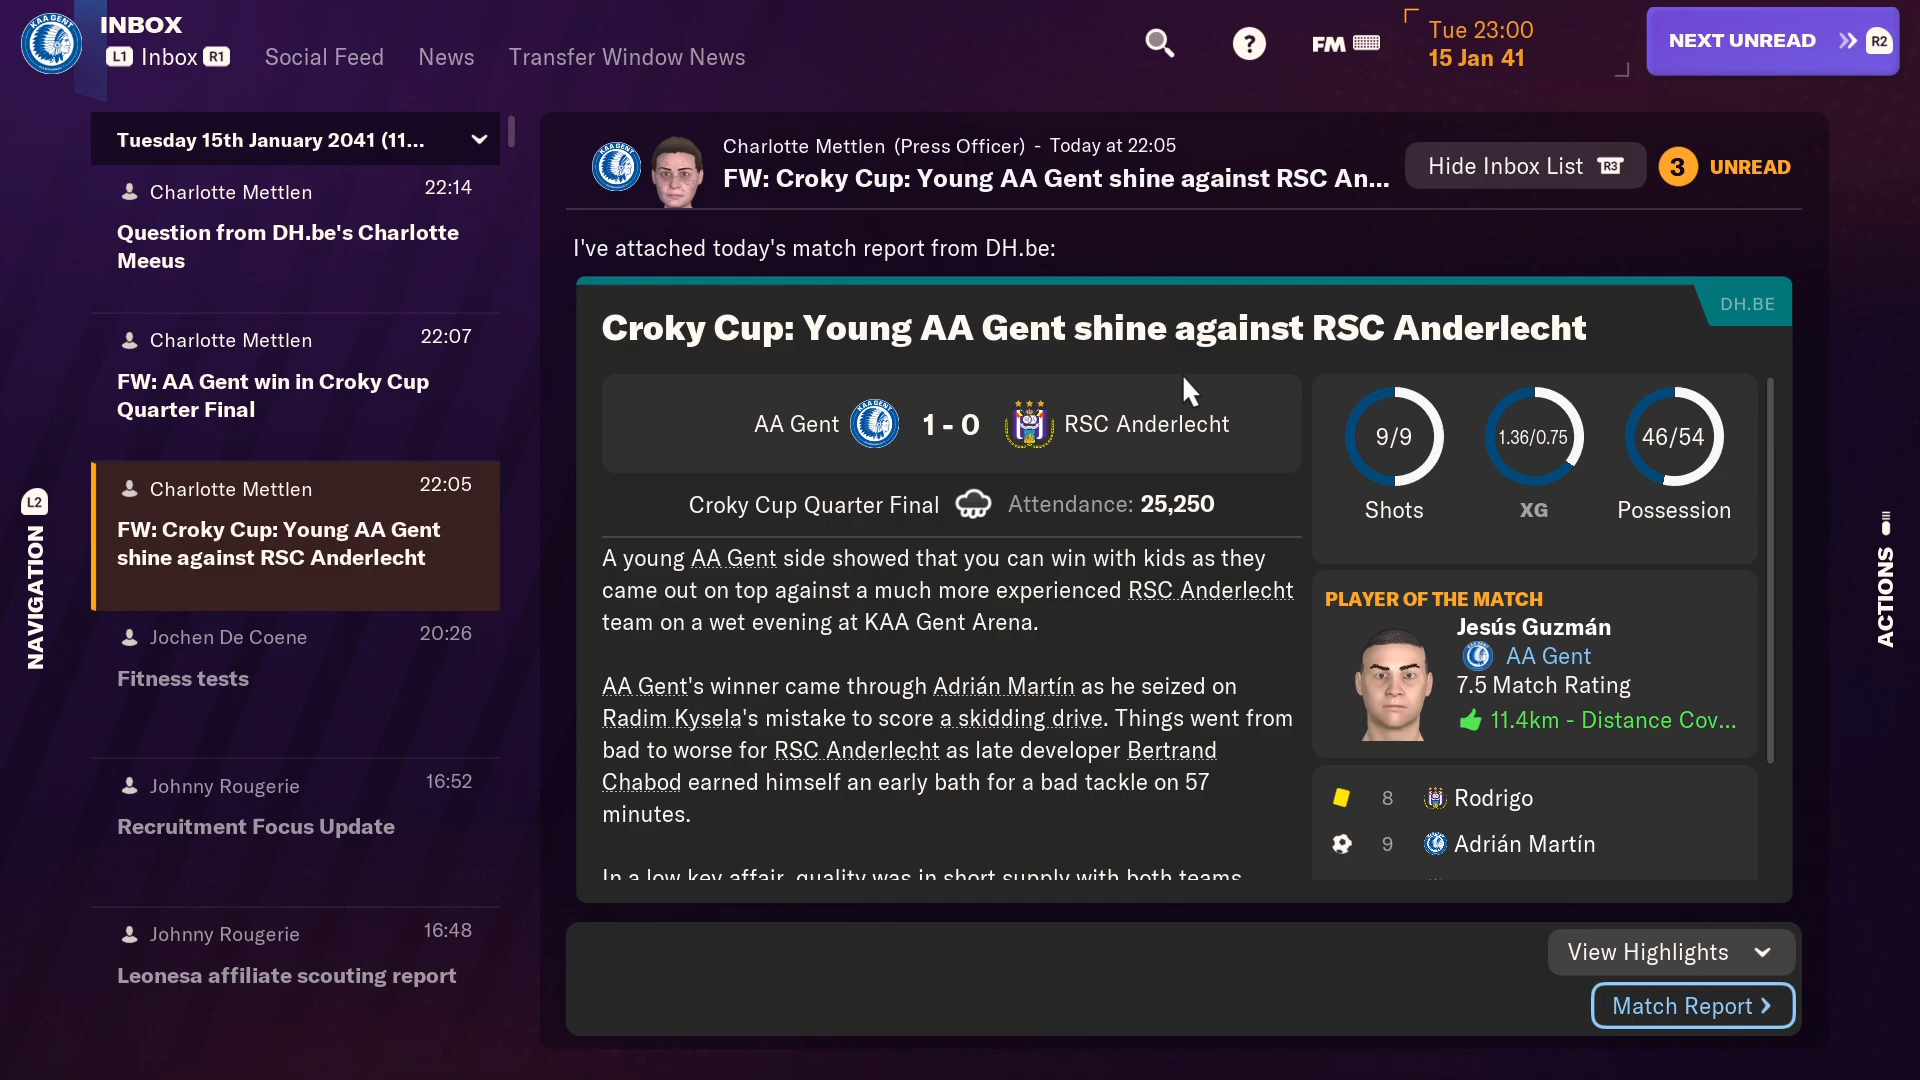 INBOX
L1 Inbox R1 Social Feed News Transfer Window News
FM
Tue 23:00
15 Jan 41
NEXT UNREAD R2
Tuesday 15th January 2041 (11...
Charlotte Mettlen 22:14
Question from DH.be's Charlotte
Meeus
Charlotte Mettlen 22:07
FW: AA Gent win in Croky Cup
Quarter Final
Charlotte Mettlen 22:05
FW: Croky Cup: Young AA Gent
shine against RSC Anderlecht
Jochen De Coene 20:26
Fitness tests
Johnny Rougerie 16:52
Recruitment Focus Update
Johnny Rougerie 16:48
Leonesa affiliate scouting report
L2
NAVIGATION
Charlotte Mettlen (Press Officer) - Today at 22:05
FW: Croky Cup: Young AA Gent shine against RSC An...
Hide Inbox List R3
3 UNREAD
I've attached today's match report from DH.be:
DH.BE
Croky Cup: Young AA Gent shine against RSC Anderlecht
AA Gent 1 - 0 RSC Anderlecht
Croky Cup Quarter Final Attendance: 25,250
A young AA Gent side showed that you can win with kids as they
came out on top against a much more experienced RSC Anderlecht
team on a wet evening at KAA Gent Arena.
AA Gent's winner came through Adrián Martín as he seized on
Radim Kysela's mistake to score a skidding drive. Things went from
bad to worse for RSC Anderlecht as late developer Bertrand
Chabod earned himself an early bath for a bad tackle on 57
minutes.
In a low key affair, quality was in short supply with both teams
9/9 1.36/0.75 46/54
Shots XG Possession
PLAYER OF THE MATCH
Jesús Guzmán
AA Gent
7.5 Match Rating
11.4km - Distance Cov...
8 Rodrigo
9 Adrián Martín
View Highlights
Match Report
ACTIONS